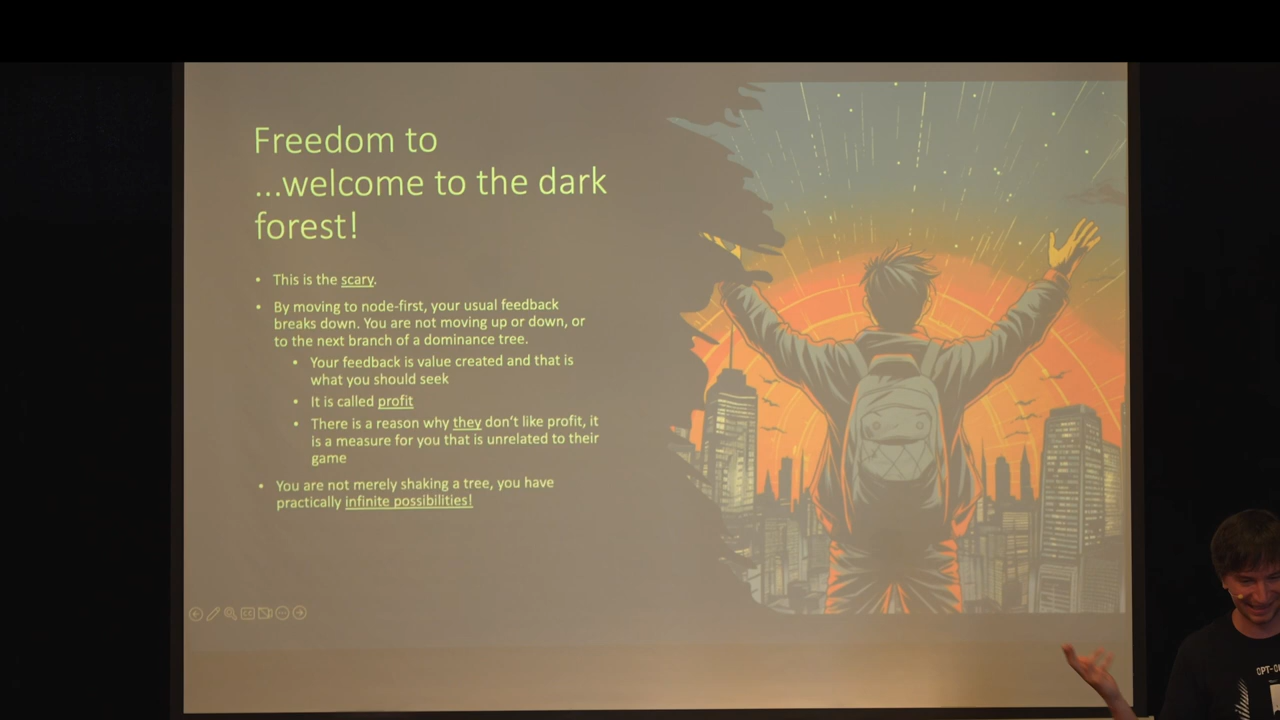 Freedom to
...welcome to the dark
forest!
• This is the scary.
• By moving to node-first, your usual feedback
breaks down. You are not moving up or down, or
to the next branch of a dominance tree.
• Your feedback is value created and that is
what you should seek
• It is called profit
• There is a reason why they don't like profit, it
is a measure for you that is unrelated to their
game
• You are not merely shaking a tree, you have
practically infinite possibilities!
CC